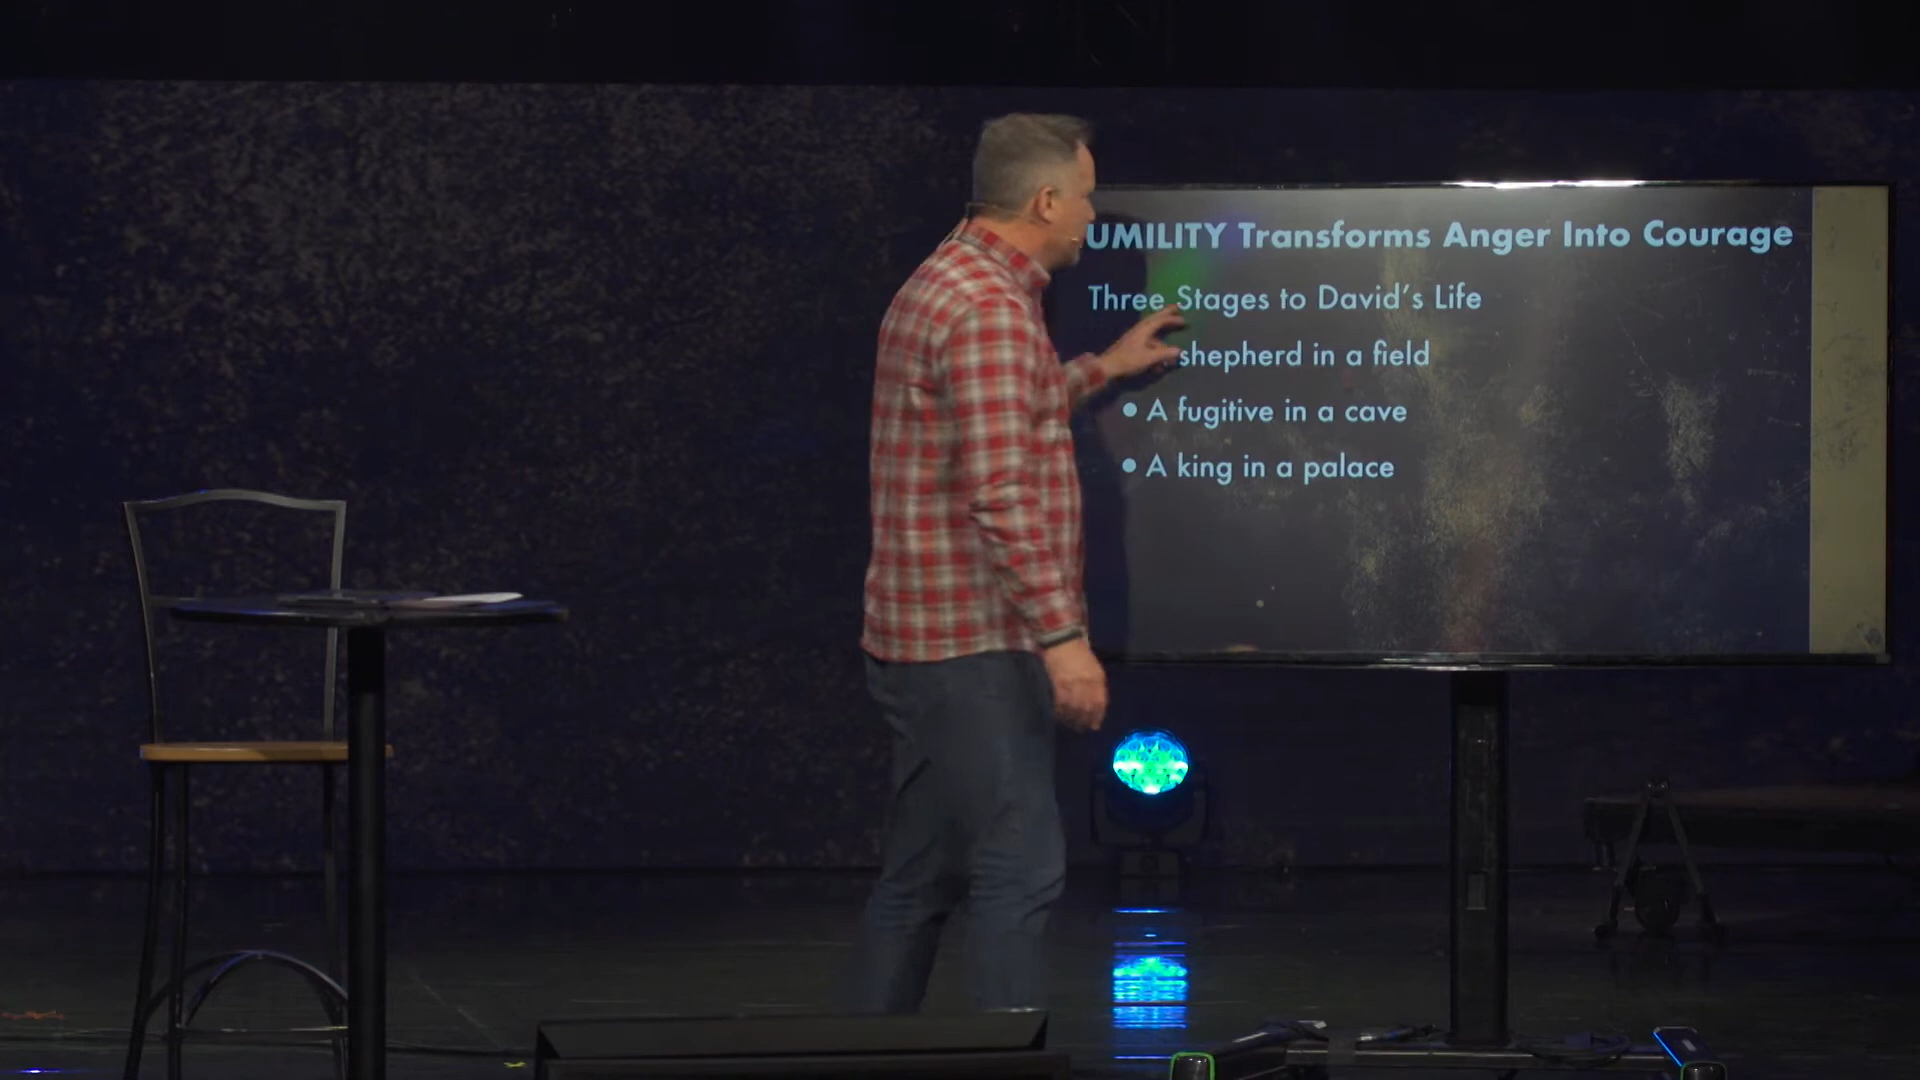 UMILITY Transforms Anger Into Courage
Three Stages to David's Life
shepherd in a field
• A fugitive in a cave
• A king in a palace